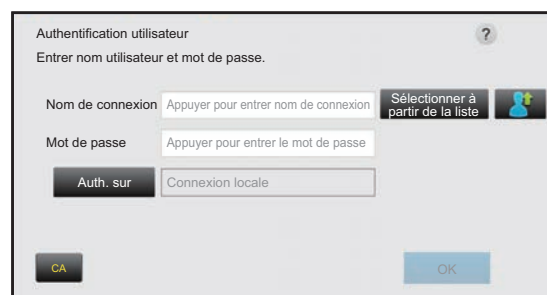 Authentification utilisateur
?
Entrer nom utilisateur et mot de passe.
Nom de connexion
Appuyer pour entrer nom de connexion
Sélectionner à
partir de la liste
Mot de passe
Appuyer pour entrer le mot de passe
Auth. sur
Connexion locale
CA
OK